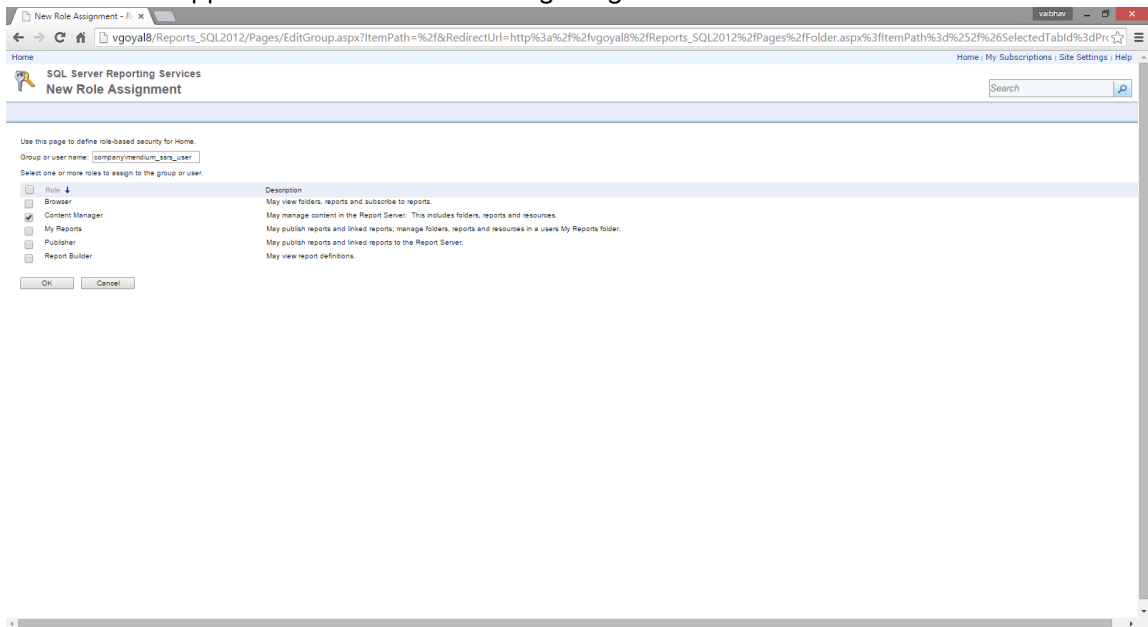 New Role Assignment - R
vaibhav
vgoyal8/Reports_SQL2012/Pages/EditGroup.aspx?ItemPath=%2f&RedirectUrl=http%3a%2f%2fvgoyal8%2fReports_SQL2012%2fPages%2fFolder.aspx%3fItemPath%3d%252f%26SelectedTabId%3dPr
Home
Home | My Subscriptions | Site Settings | Help
SQL Server Reporting Services
New Role Assignment
Search
Use this page to define role-based security for Home.
Group or user name: company\meridium_ssrs_user
Select one or more roles to assign to the group or user.
Role ↓ Description
Browser May view folders, reports and subscribe to reports.
Content Manager May manage content in the Report Server. This includes folders, reports and resources.
My Reports May publish reports and linked reports; manage folders, reports and resources in a users My Reports folder.
Publisher May publish reports and linked reports to the Report Server.
Report Builder May view report definitions.
OK Cancel